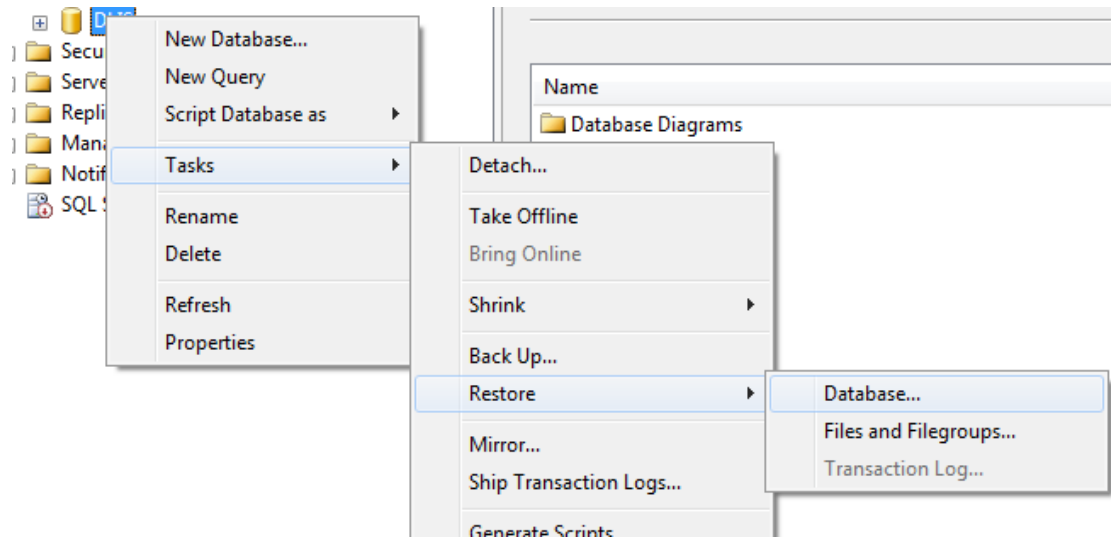 New Database...
Secu
New Query
Serve
Script Database as
Repli
Mana
Tasks
Notif
SQL S
Rename
Delete
Refresh
Properties
Name
Database Diagrams
Detach...
Take Offline
Bring Online
Shrink
Back Up...
Restore
Mirror...
Ship Transaction Logs...
Generate Scripts
Database...
Files and Filegroups...
Transaction Log...